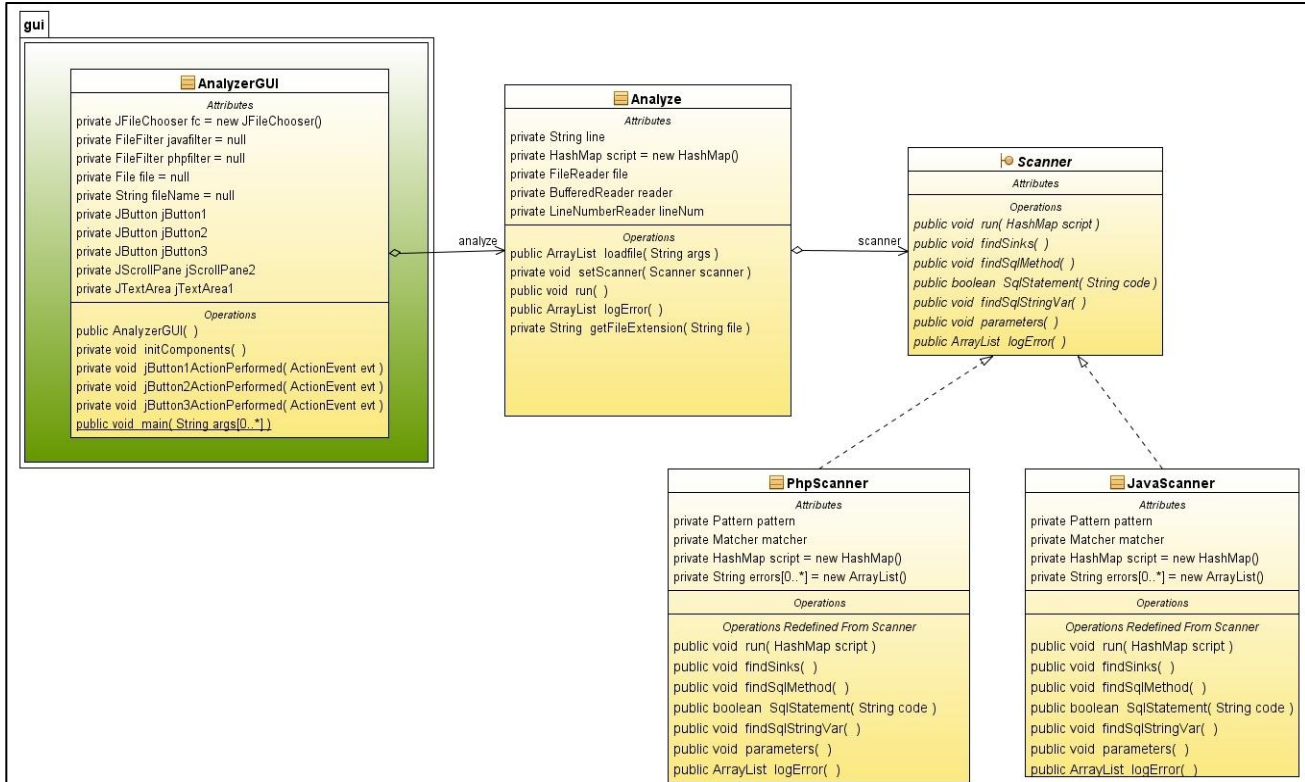 gui
AnalyzerGUI
Attributes
private JFileChooser fc = new JFileChooser()
private FileFilter javafilter = null
private FileFilter phpfilter = null
private File file = null
private String fileName = null
private JButton jButton1
private JButton jButton2
private JButton jButton3
private JScrollPane jScrollPane2
private JTextArea jTextArea1
Operations
public AnalyzerGUI( )
private void initComponents( )
private void jButton1ActionPerformed( ActionEvent evt )
private void jButton2ActionPerformed( ActionEvent evt )
private void jButton3ActionPerformed( ActionEvent evt )
public void main( String args[0..*] )
analyze
Analyze
Attributes
private String line
private HashMap script = new HashMap()
private FileReader file
private BufferedReader reader
private LineNumberReader lineNum
Operations
public ArrayList loadfile( String args )
private void setScanner( Scanner scanner )
public void run( )
public ArrayList logError( )
private String getFileExtension( String file )
scanner
Scanner
Attributes
Operations
public void run( HashMap script )
public void findSinks( )
public void findSqlMethod( )
public boolean SqlStatement( String code )
public void findSqlStringVar( )
public void parameters( )
public ArrayList logError( )
PhpScanner
Attributes
private Pattern pattern
private Matcher matcher
private HashMap script = new HashMap()
private String errors[0..*] = new ArrayList()
Operations
Operations Redefined From Scanner
public void run( HashMap script )
public void findSinks( )
public void findSqlMethod( )
public boolean SqlStatement( String code )
public void findSqlStringVar( )
public void parameters( )
public ArrayList logError( )
JavaScanner
Attributes
private Pattern pattern
private Matcher matcher
private HashMap script = new HashMap()
private String errors[0..*] = new ArrayList()
Operations
Operations Redefined From Scanner
public void run( HashMap script )
public void findSinks( )
public void findSqlMethod( )
public boolean SqlStatement( String code )
public void findSqlStringVar( )
public void parameters( )
public ArrayList logError( )